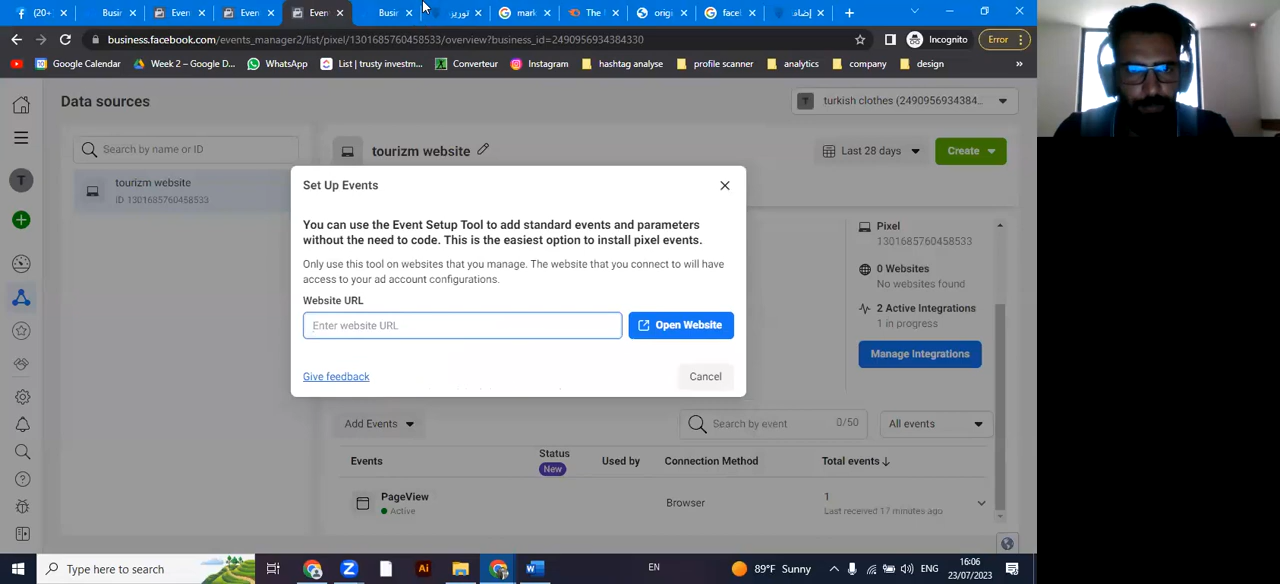 (20+
Busin
Even
Even
Even
Busin
توریز
mark
The
origi
facel
إضاف
business.facebook.com/events_manager2/list/pixel/1301685760458533/overview?business_id=2490956934384330
Incognito
Error
Google Calendar
Week 2 – Google D...
WhatsApp
List | trusty investm...
Converteur
Instagram
hashtag analyse
profile scanner
analytics
company
design
»
Data sources
T turkish clothes (2490956934384...
Search by name or ID
tourizm website
Last 28 days
Create
T
tourizm website
ID 1301685760458533
Set Up Events
You can use the Event Setup Tool to add standard events and parameters
without the need to code. This is the easiest option to install pixel events.
Only use this tool on websites that you manage. The website that you connect to will have
access to your ad account configurations.
Website URL
Enter website URL
Open Website
Give feedback
Cancel
Pixel
1301685760458533
0 Websites
No websites found
2 Active Integrations
1 in progress
Manage Integrations
Add Events
Search by event
0/50
All events
Events
Status
New
Used by
Connection Method
Total events
PageView
Active
Browser
1
Last received 17 minutes ago
Type here to search
EN
89°F Sunny
ENG
16:06
23/07/2023